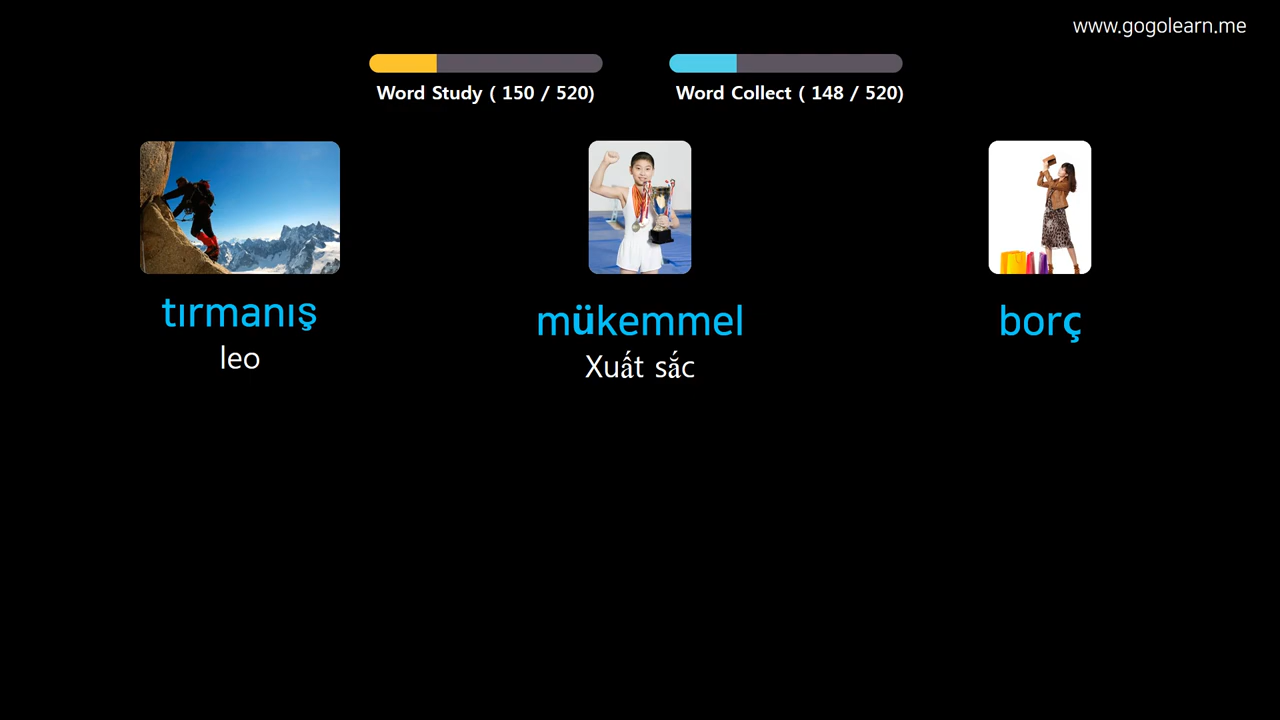 www.gogolearn.me
Word Study ( 150 / 520)
Word Collect ( 148 / 520)
tırmanış
leo
mükemmel
Xuất sắc
borç